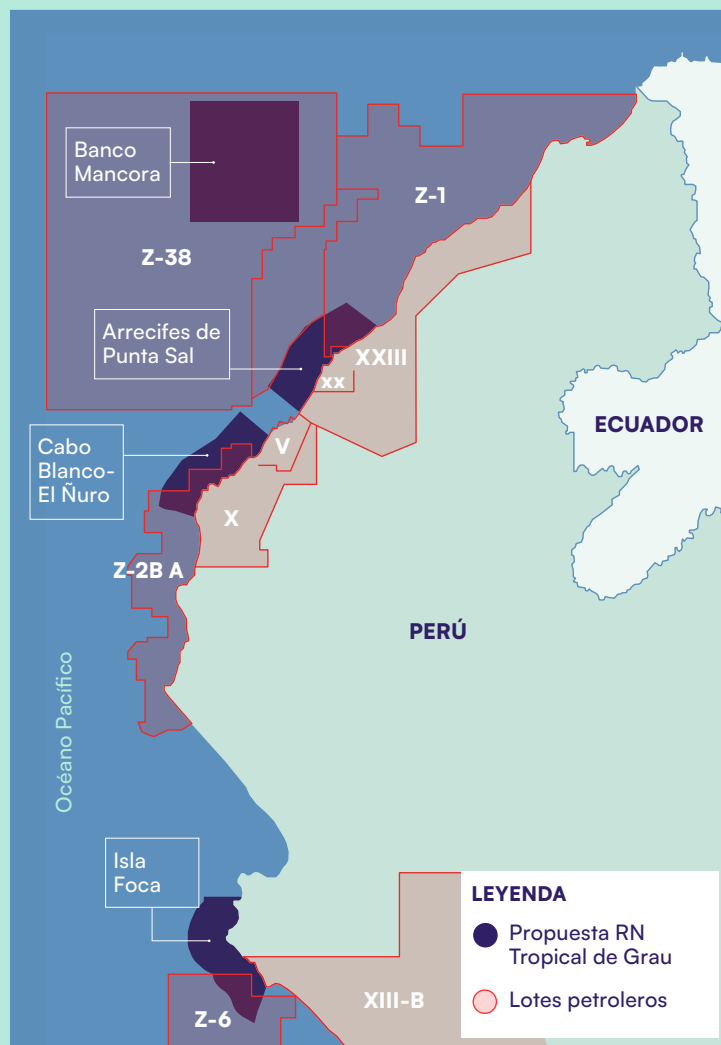 Banco
Mancora
Z-1
Z-38
Arrecifes de
Punta Sal
XXIII
xx
ECUADOR
Cabo
Blanco-
El Ñuro
V
X
Z-2B A
PERÚ
Océano Pacífico
Isla
Foca
LEYENDA
Propuesta RN
Tropical de Grau
Lotes petroleros
XIII-B
Z-6